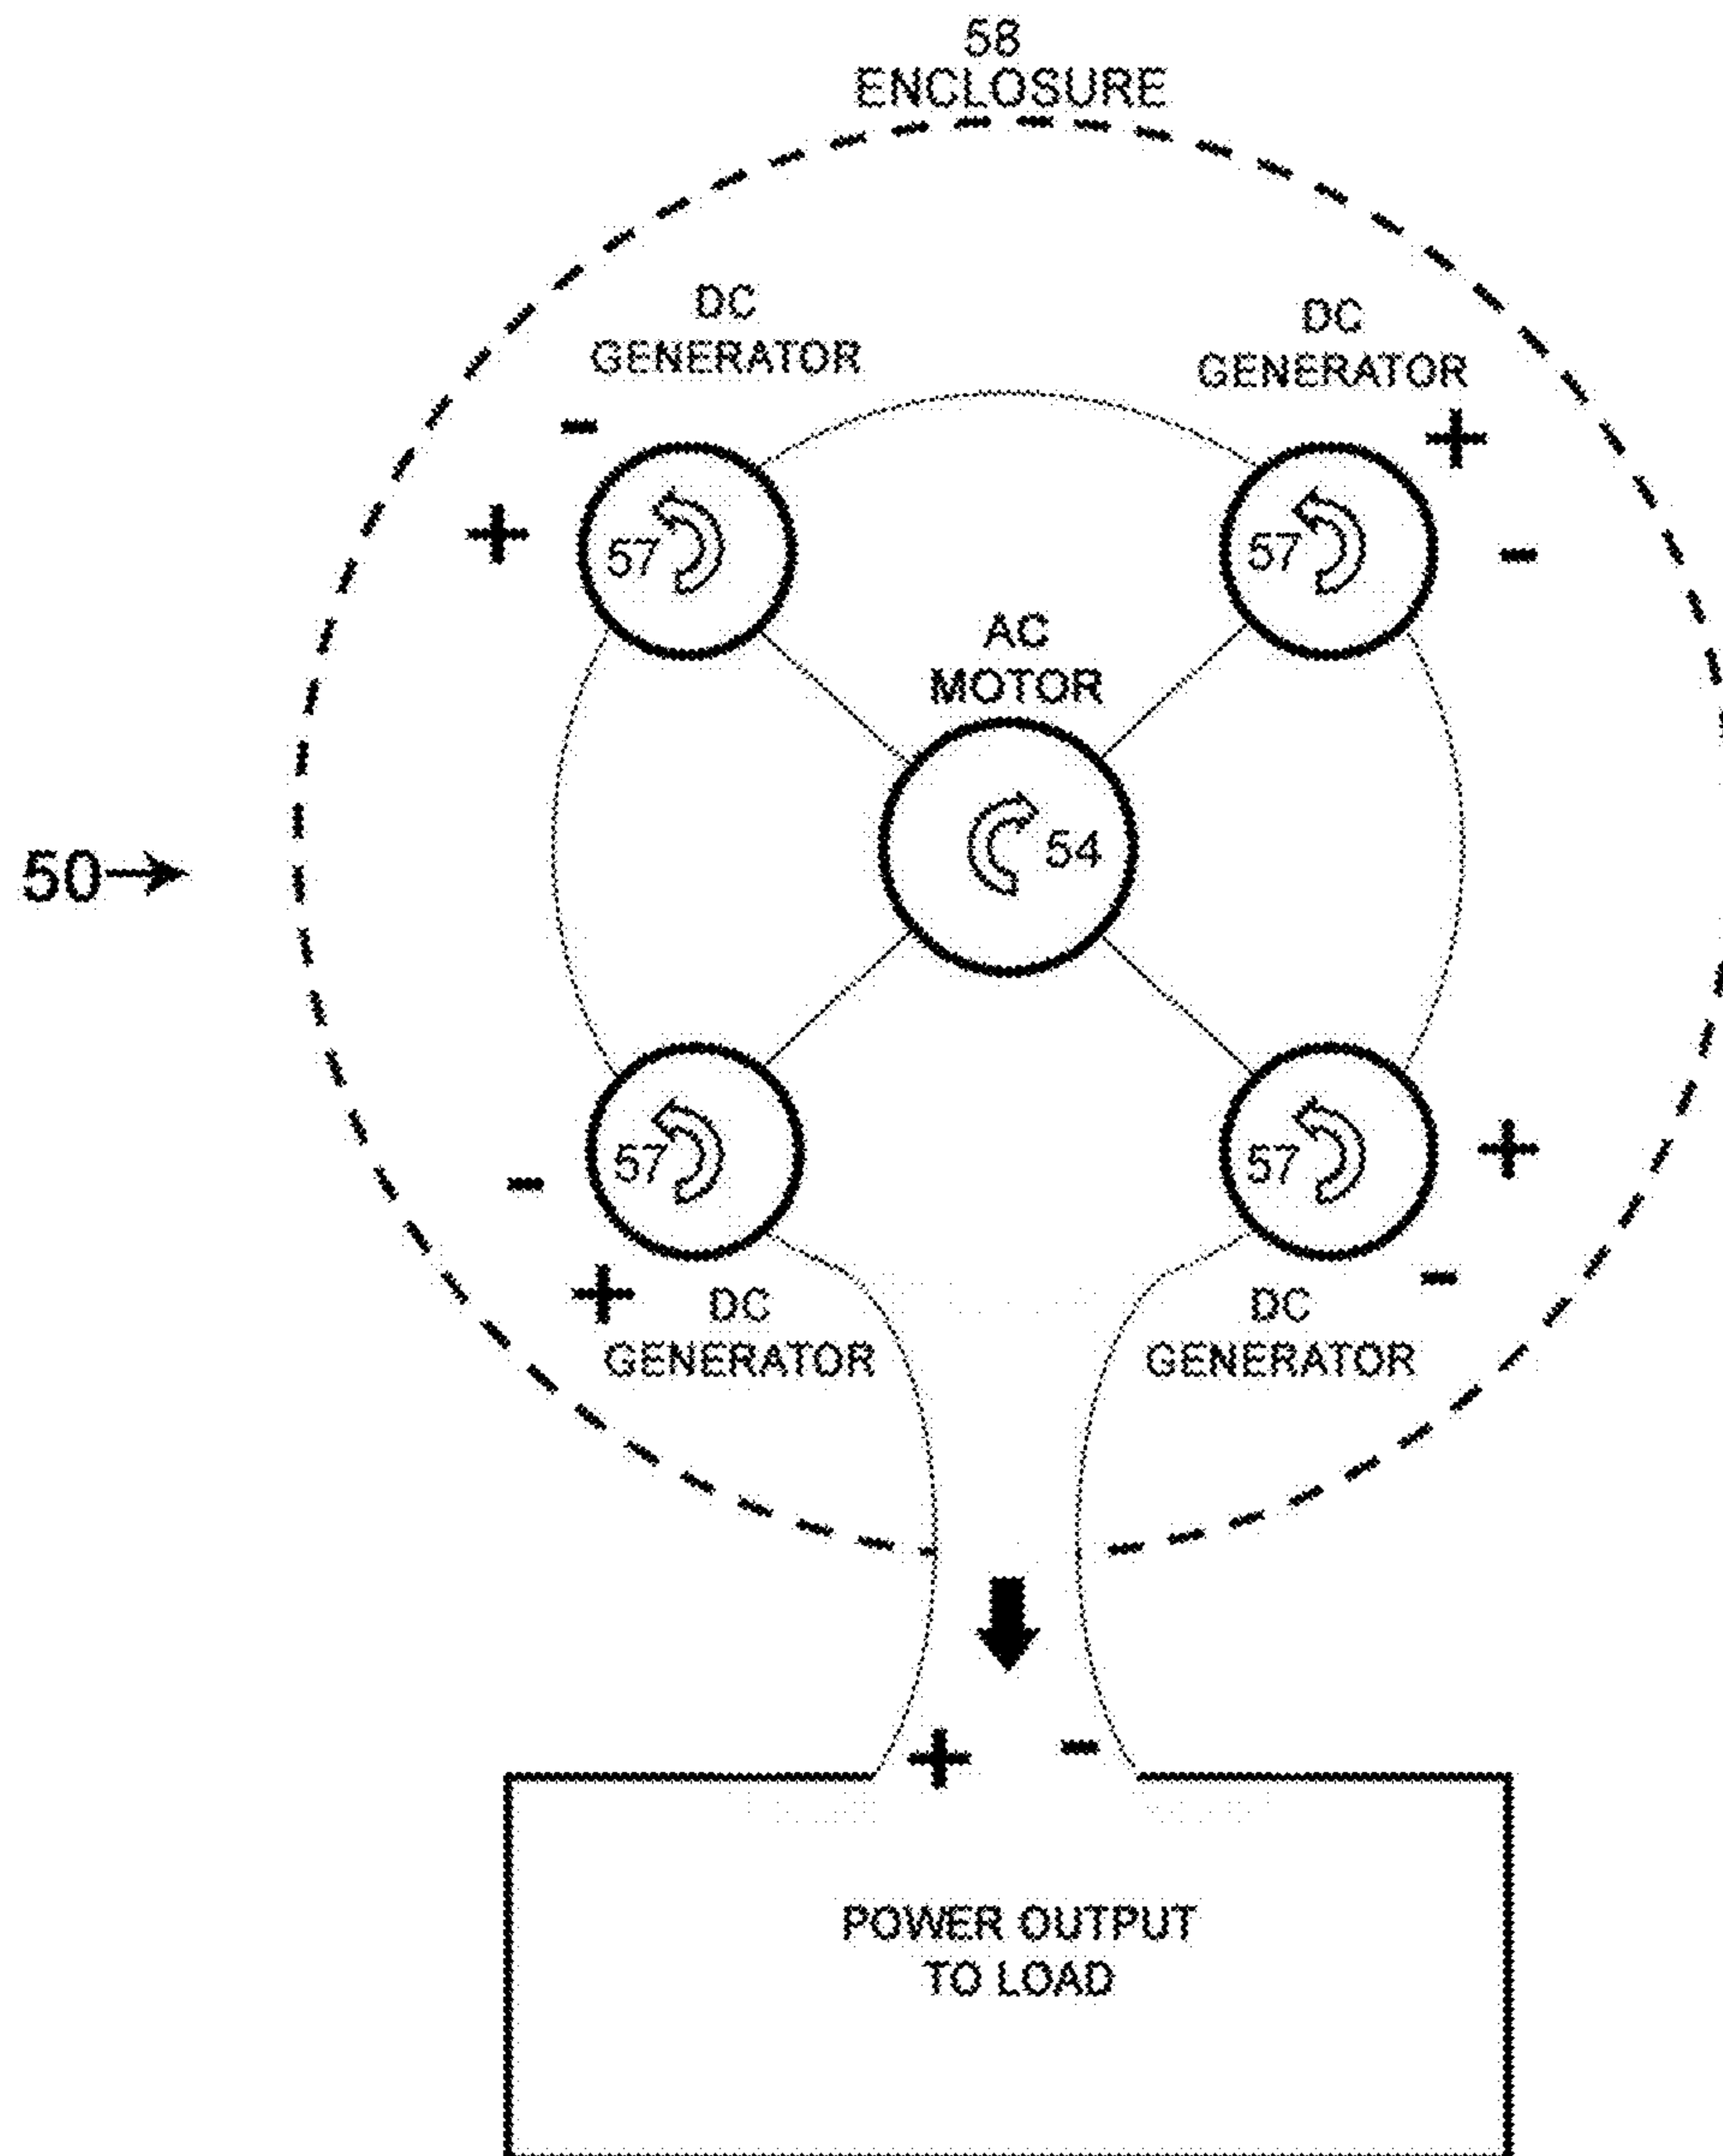 58
ENCLOSURE
DC
GENERATOR
DC
GENERATOR
-
+
+
-
57
57
AC
MOTOR
54
50
57
57
-
+
+
-
DC
GENERATOR
DC
GENERATOR
+
-
POWER OUTPUT
TO LOAD